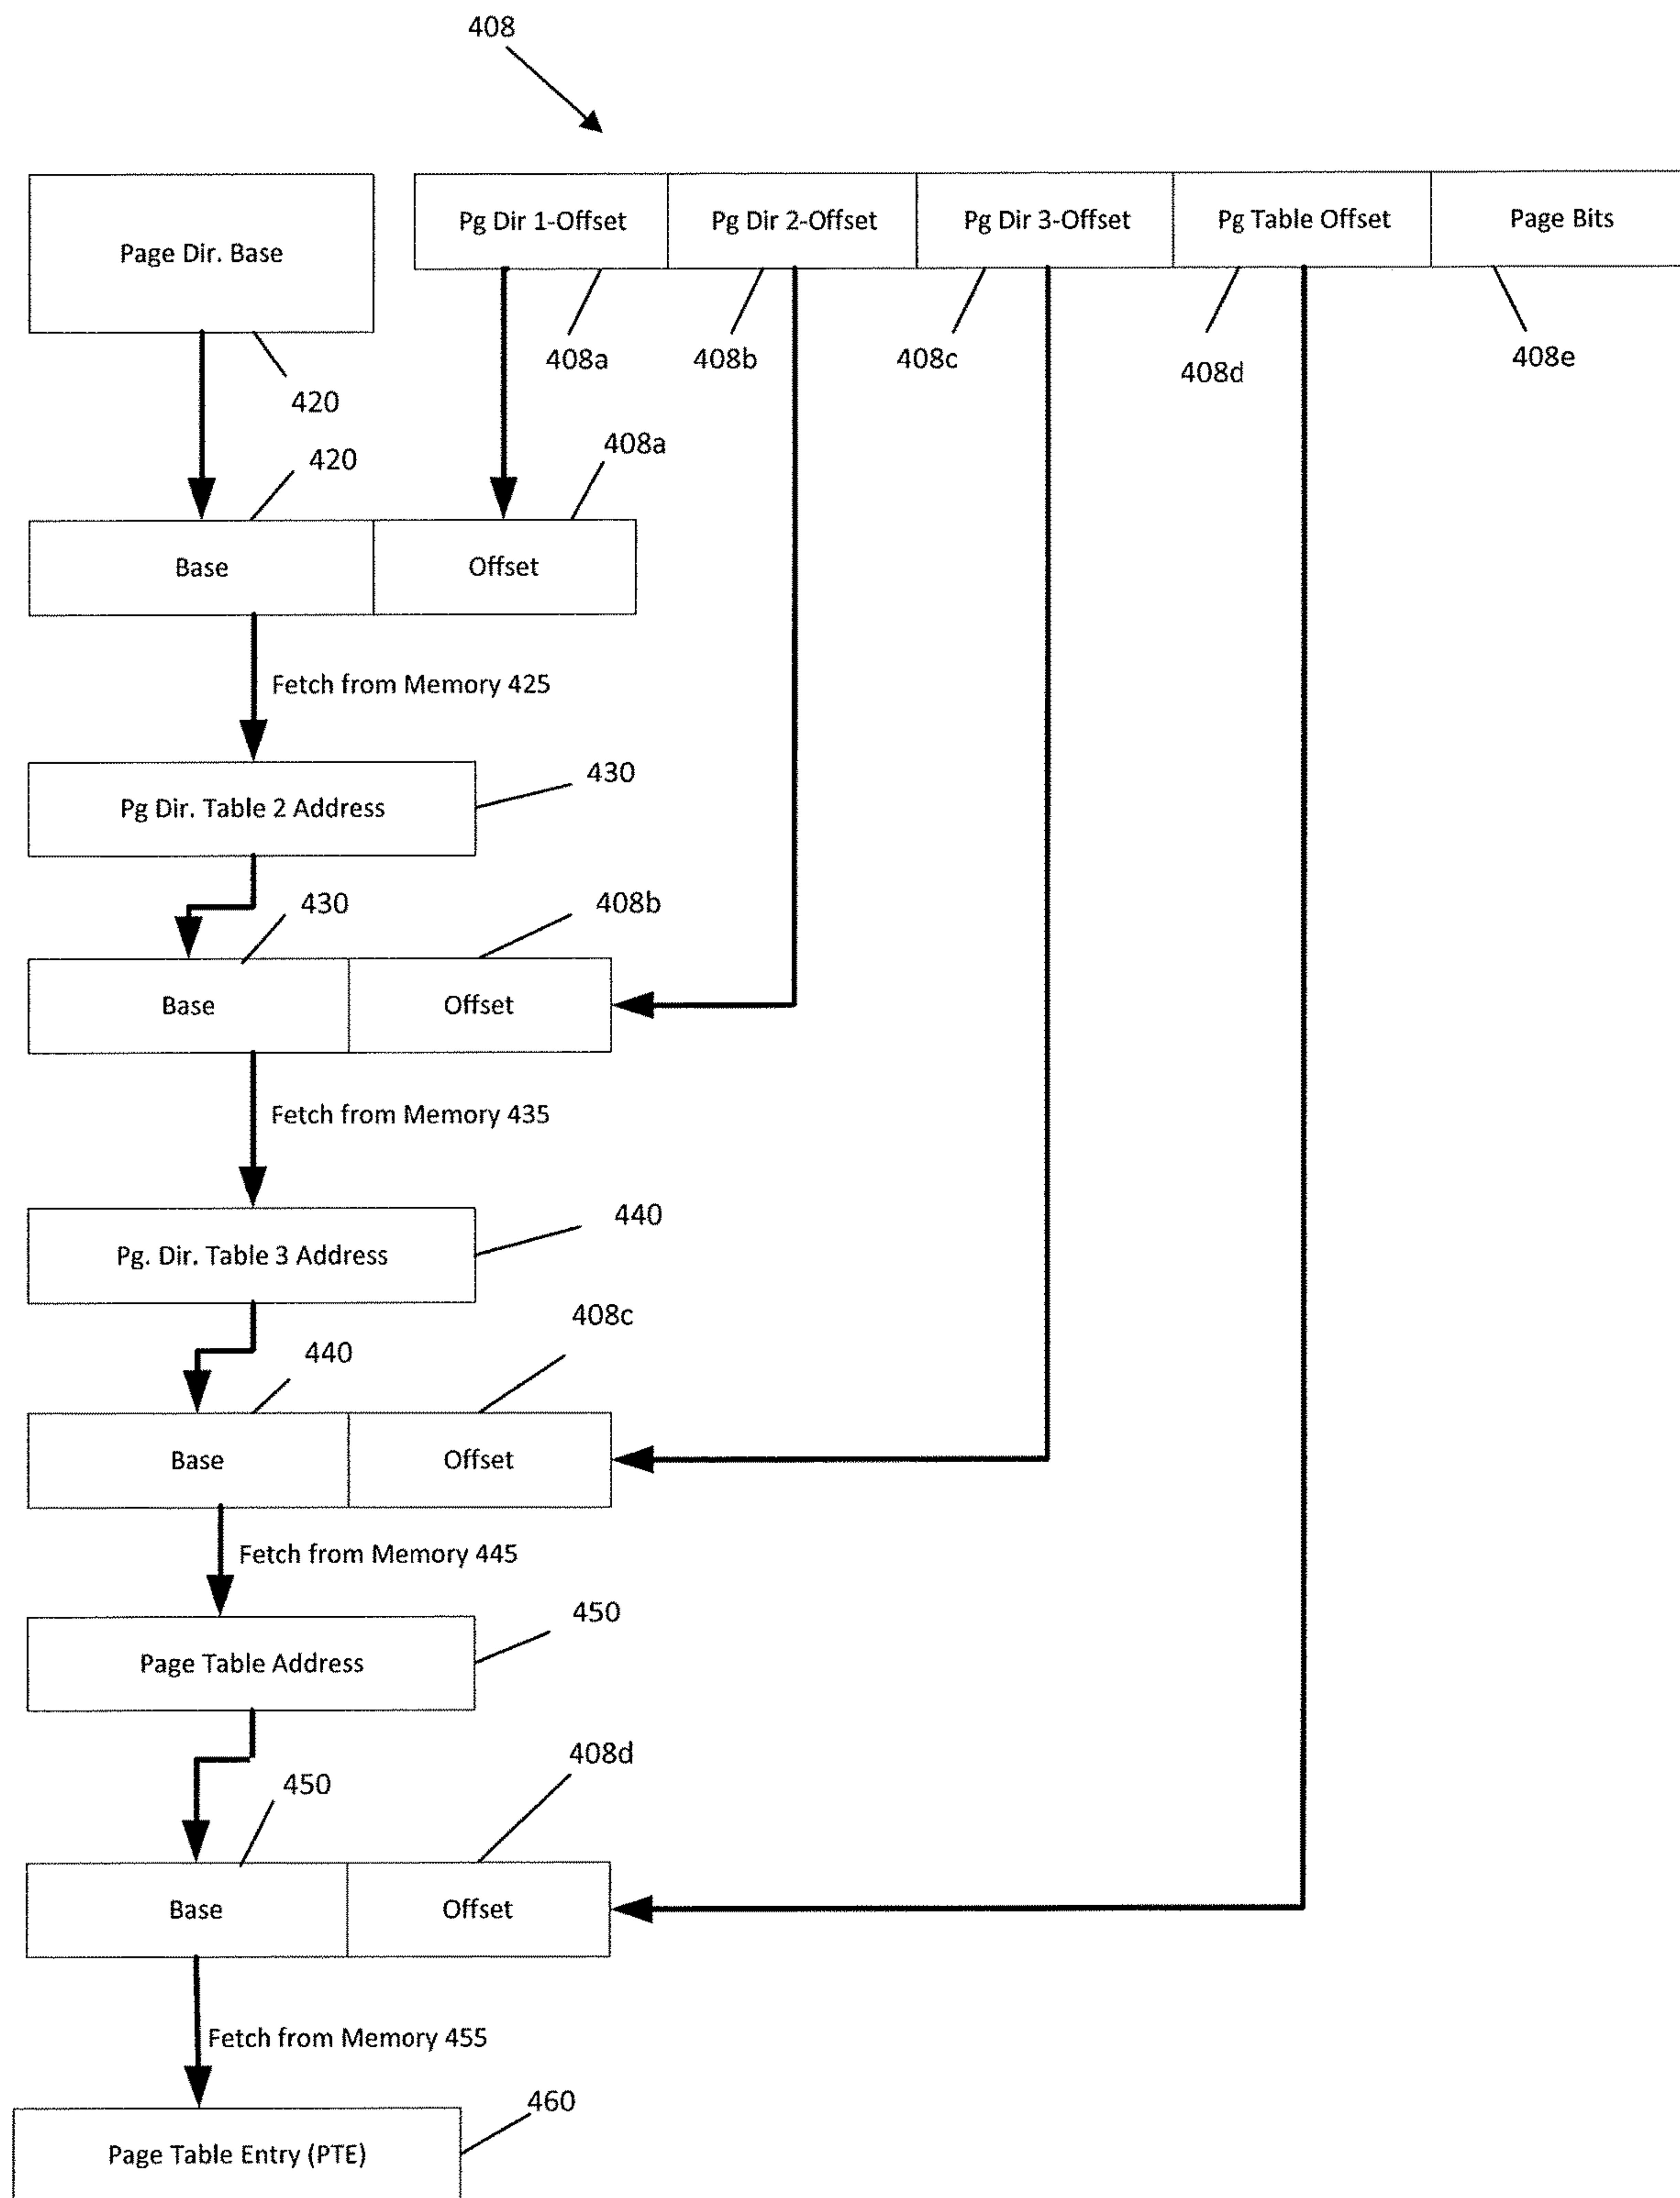 408
Page Dir. Base
Pg Dir 1-Offset
Pg Dir 2-Offset
Pg Dir 3-Offset
Pg Table Offset
Page Bits
408a
408b
408c
408d
408e
420
420
408a
Base
Offset
Fetch from Memory 425
430
Pg Dir. Table 2 Address
430
408b
Base
Offset
Fetch from Memory 435
440
Pg. Dir. Table 3 Address
408c
440
Base
Offset
Fetch from Memory 445
450
Page Table Address
408d
450
Base
Offset
Fetch from Memory 455
460
Page Table Entry (PTE)